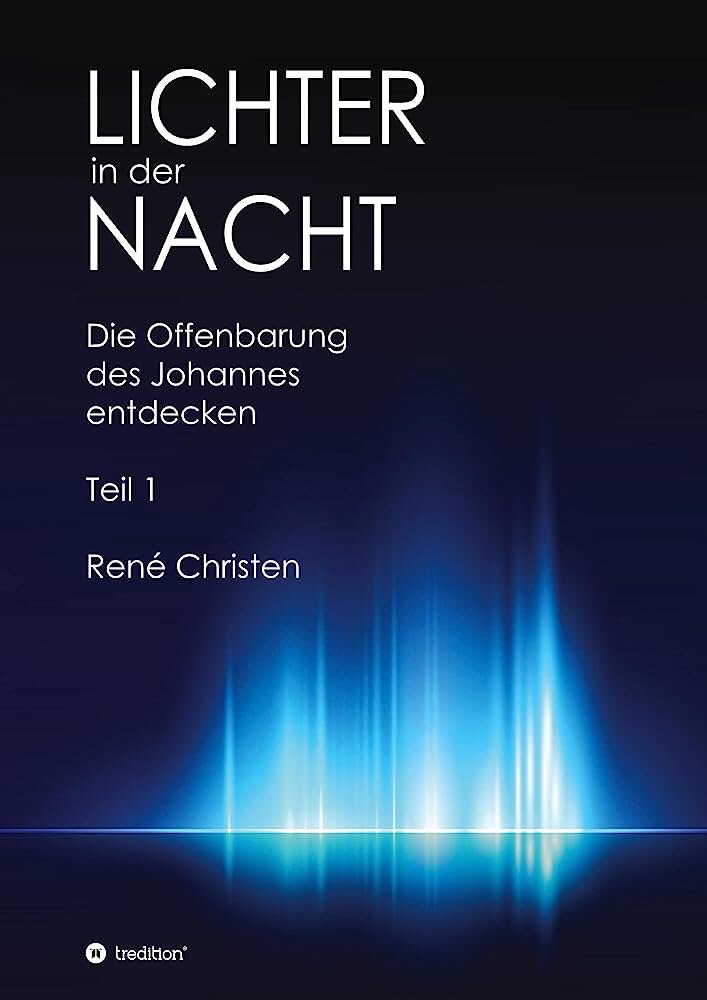 LICHTER
in der
NACHT
Die Offenbarung
des Johannes
entdecken
Teil 1
René Christen
tredition®